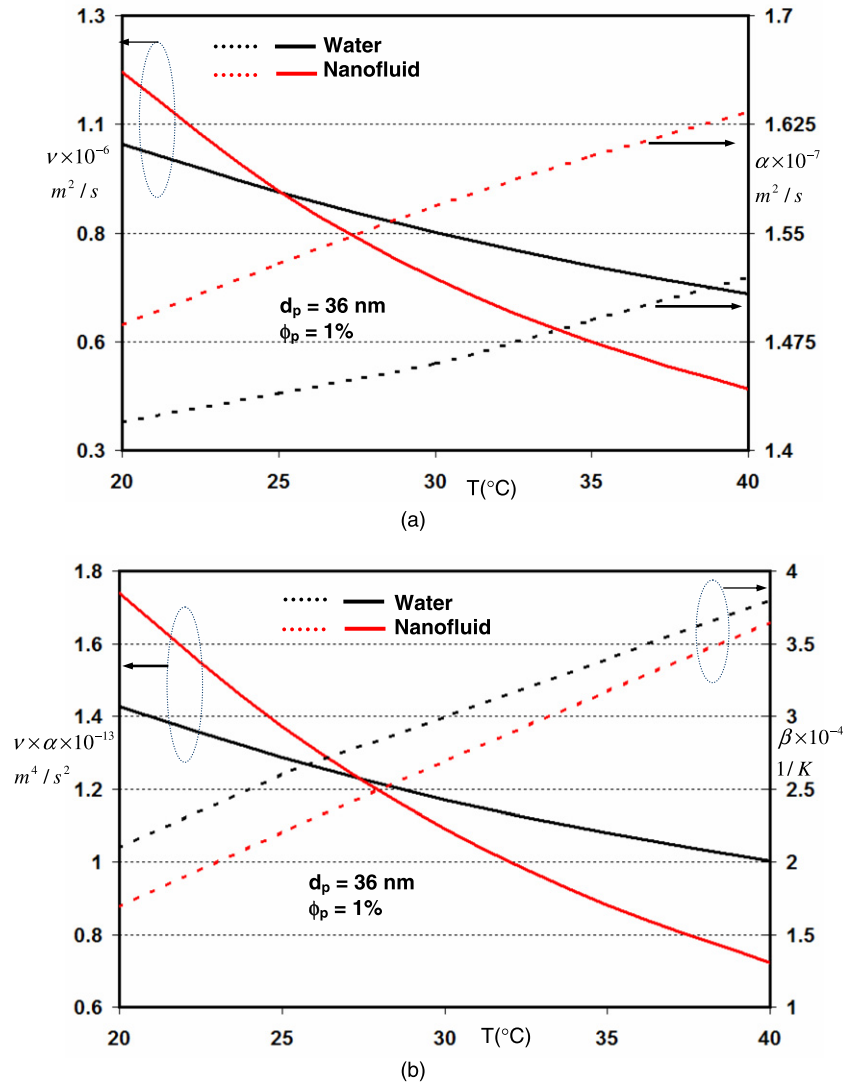 1.3
1.7
Water
Nanofluid
1.1
1.625
ν×10⁻⁶
m²/s
α×10⁻⁷
m²/s
0.8
1.55
dₚ = 36 nm
ϕₚ = 1%
0.6
1.475
0.3
1.4
20
25
30
T(°C)
35
40
(a)
1.8
4
Water
Nanofluid
1.6
3.5
1.4
3
ν×α×10⁻¹³
m⁴/s²
β×10⁻⁴
1/K
1.2
2.5
1
2
dₚ = 36 nm
ϕₚ = 1%
0.8
1.5
0.6
1
20
25
30
T(°C)
35
40
(b)